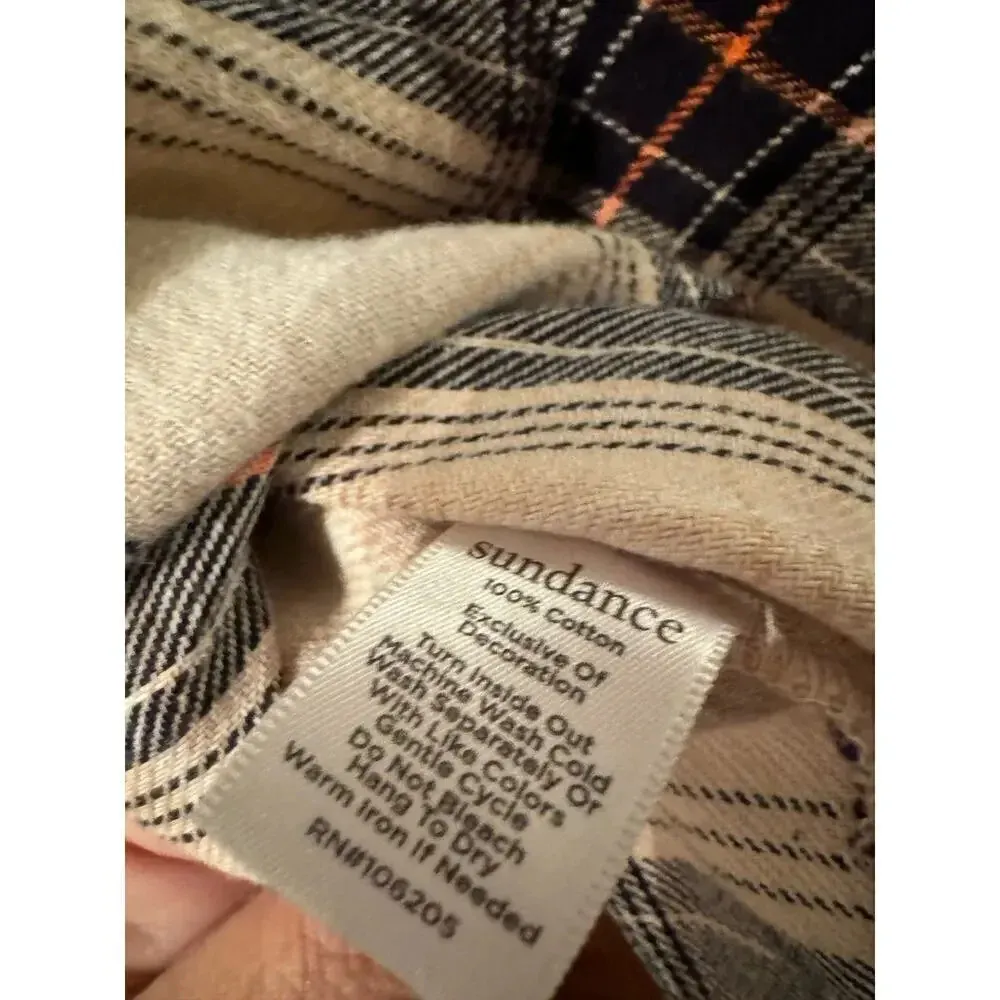 sundance
100% Cotton
Exclusive Of
Decoration
Turn Inside Out
Machine Wash Cold
Wash Separately Or
With Like Colors
Gentle Cycle
Do Not Bleach
Hang To Dry
Warm Iron If Needed
RN#106205